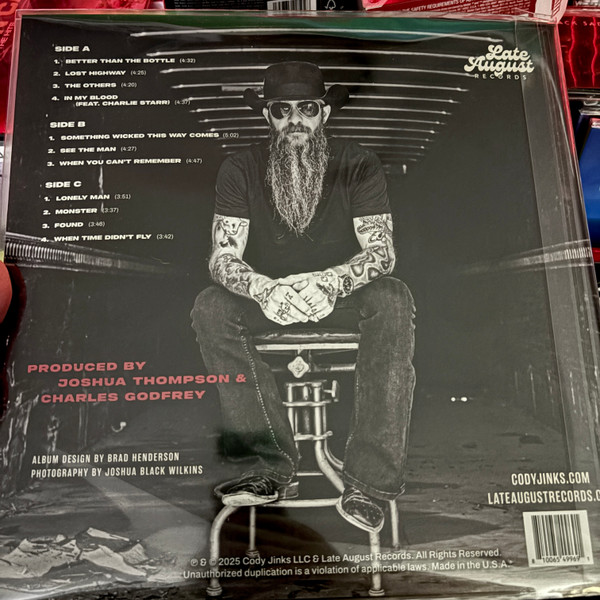 SIDE A
1. BETTER THAN THE BOTTLE (4:32)
2. LOST HIGHWAY (4:25)
3. THE OTHERS (4:20)
4. IN MY BLOOD
(FEAT. CHARLIE STARR) (4:37)
SIDE B
1. SOMETHING WICKED THIS WAY COMES (5:02)
2. SEE THE MAN (4:27)
3. WHEN YOU CAN'T REMEMBER (4:47)
SIDE C
1. LONELY MAN (3:51)
2. MONSTER (3:37)
3. FOUND (3:46)
4. WHEN TIME DIDN'T FLY (3:42)
Late
August
RECORDS
PRODUCED BY
JOSHUA THOMPSON &
CHARLES GODFREY
ALBUM DESIGN BY BRAD HENDERSON
PHOTOGRAPHY BY JOSHUA BLACK WILKINS
CODYJINKS.COM
LATEAUGUSTRECORDS.C
℗ & © 2025 Cody Jinks LLC & Late August Records. All Rights Reserved.
Unauthorized duplication is a violation of applicable laws. Made in the U.S.A.